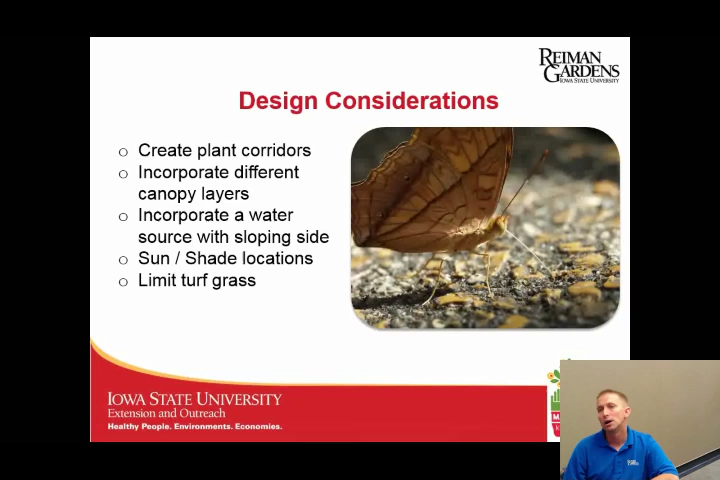 REIMAN
GARDENS
IOWA STATE UNIVERSITY
Design Considerations
o Create plant corridors
o Incorporate different
canopy layers
o Incorporate a water
source with sloping side
o Sun / Shade locations
o Limit turf grass
IOWA STATE UNIVERSITY
Extension and Outreach
Healthy People. Environments. Economies.